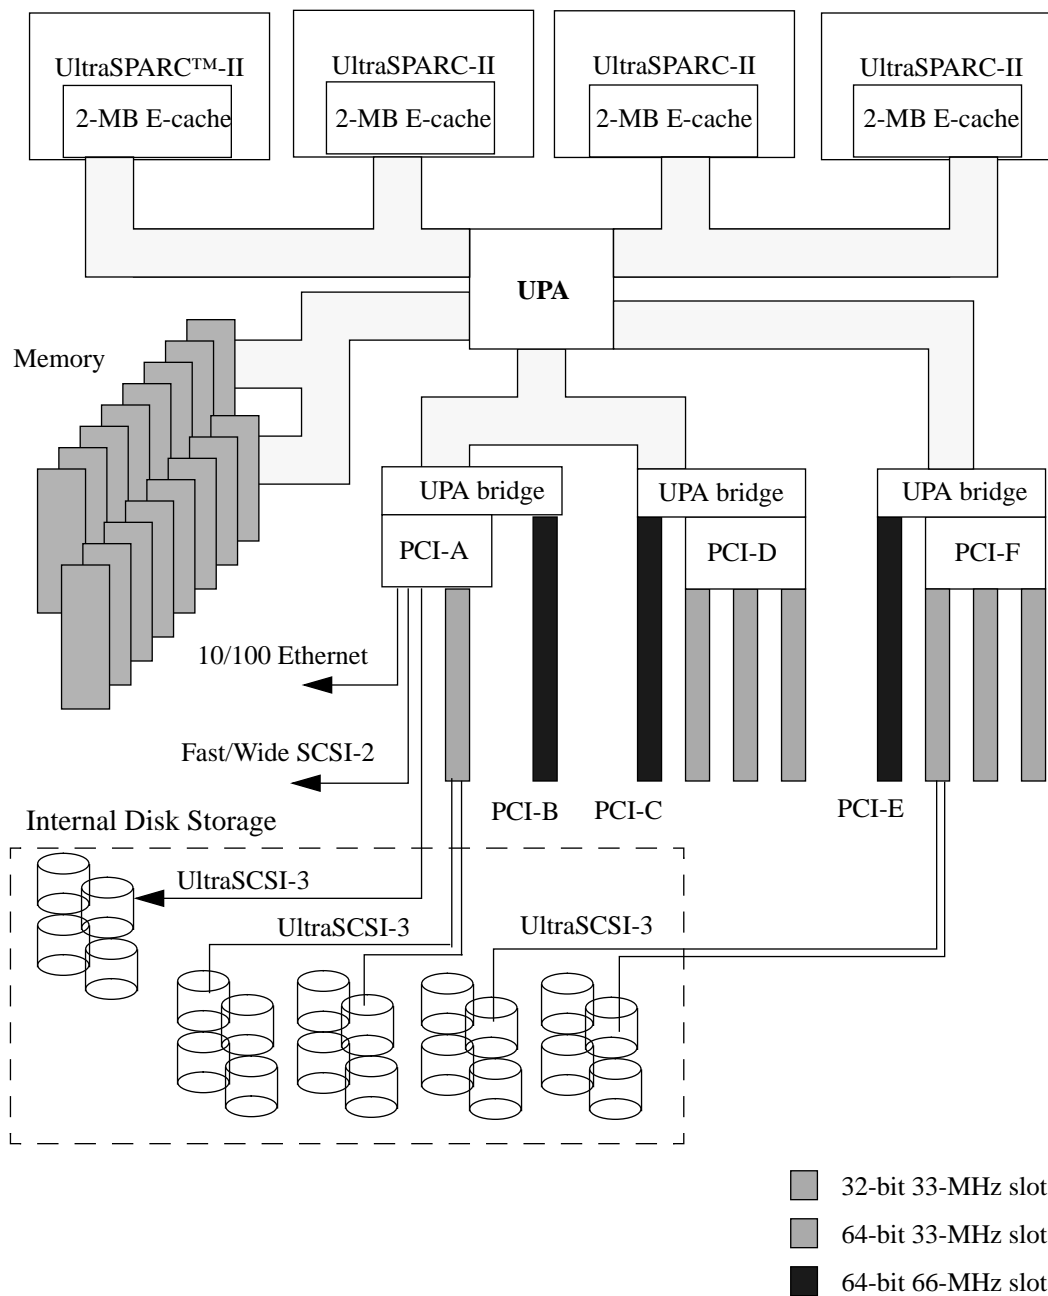 UltraSPARC™-II
2-MB E-cache
UltraSPARC-II
2-MB E-cache
UltraSPARC-II
2-MB E-cache
UltraSPARC-II
2-MB E-cache
UPA
Memory
UPA bridge
UPA bridge
UPA bridge
PCI-A
PCI-D
PCI-F
10/100 Ethernet
Fast/Wide SCSI-2
PCI-B
PCI-C
PCI-E
Internal Disk Storage
UltraSCSI-3
UltraSCSI-3
UltraSCSI-3
32-bit 33-MHz slot
64-bit 33-MHz slot
64-bit 66-MHz slot